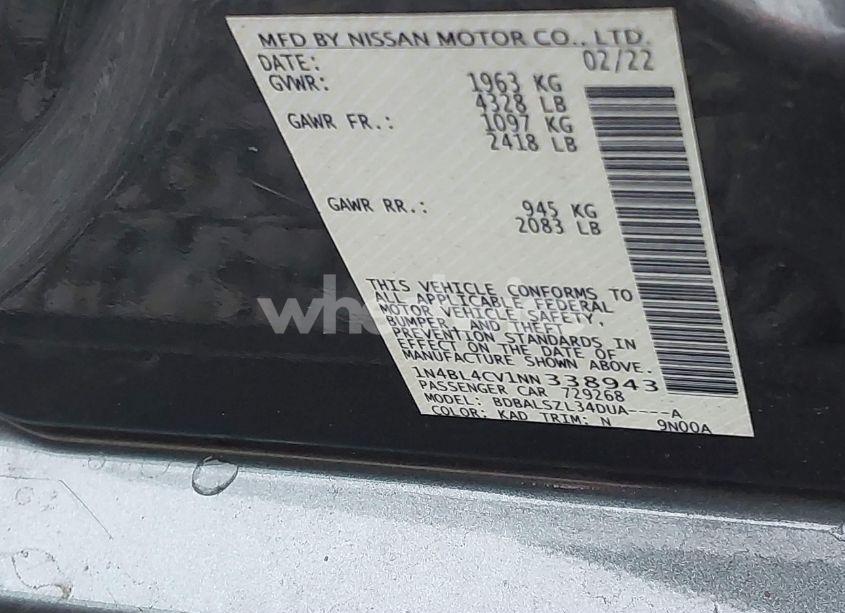 MFD BY NISSAN MOTOR CO., LTD.
DATE: 02/22
GVWR: 1963 KG
4328 LB
GAWR FR.: 1097 KG
2418 LB
GAWR RR.: 945 KG
2083 LB
THIS VEHICLE CONFORMS TO
ALL APPLICABLE FEDERAL
MOTOR VEHICLE SAFETY,
BUMPER, AND THEFT
PREVENTION STANDARDS IN
EFFECT ON THE DATE OF
MANUFACTURE SHOWN ABOVE.
1N4BL4CV1NN338943
PASSENGER CAR 729268
MODEL: BDBALSZL34DUA----A
COLOR: KAD TRIM: N 9N00A